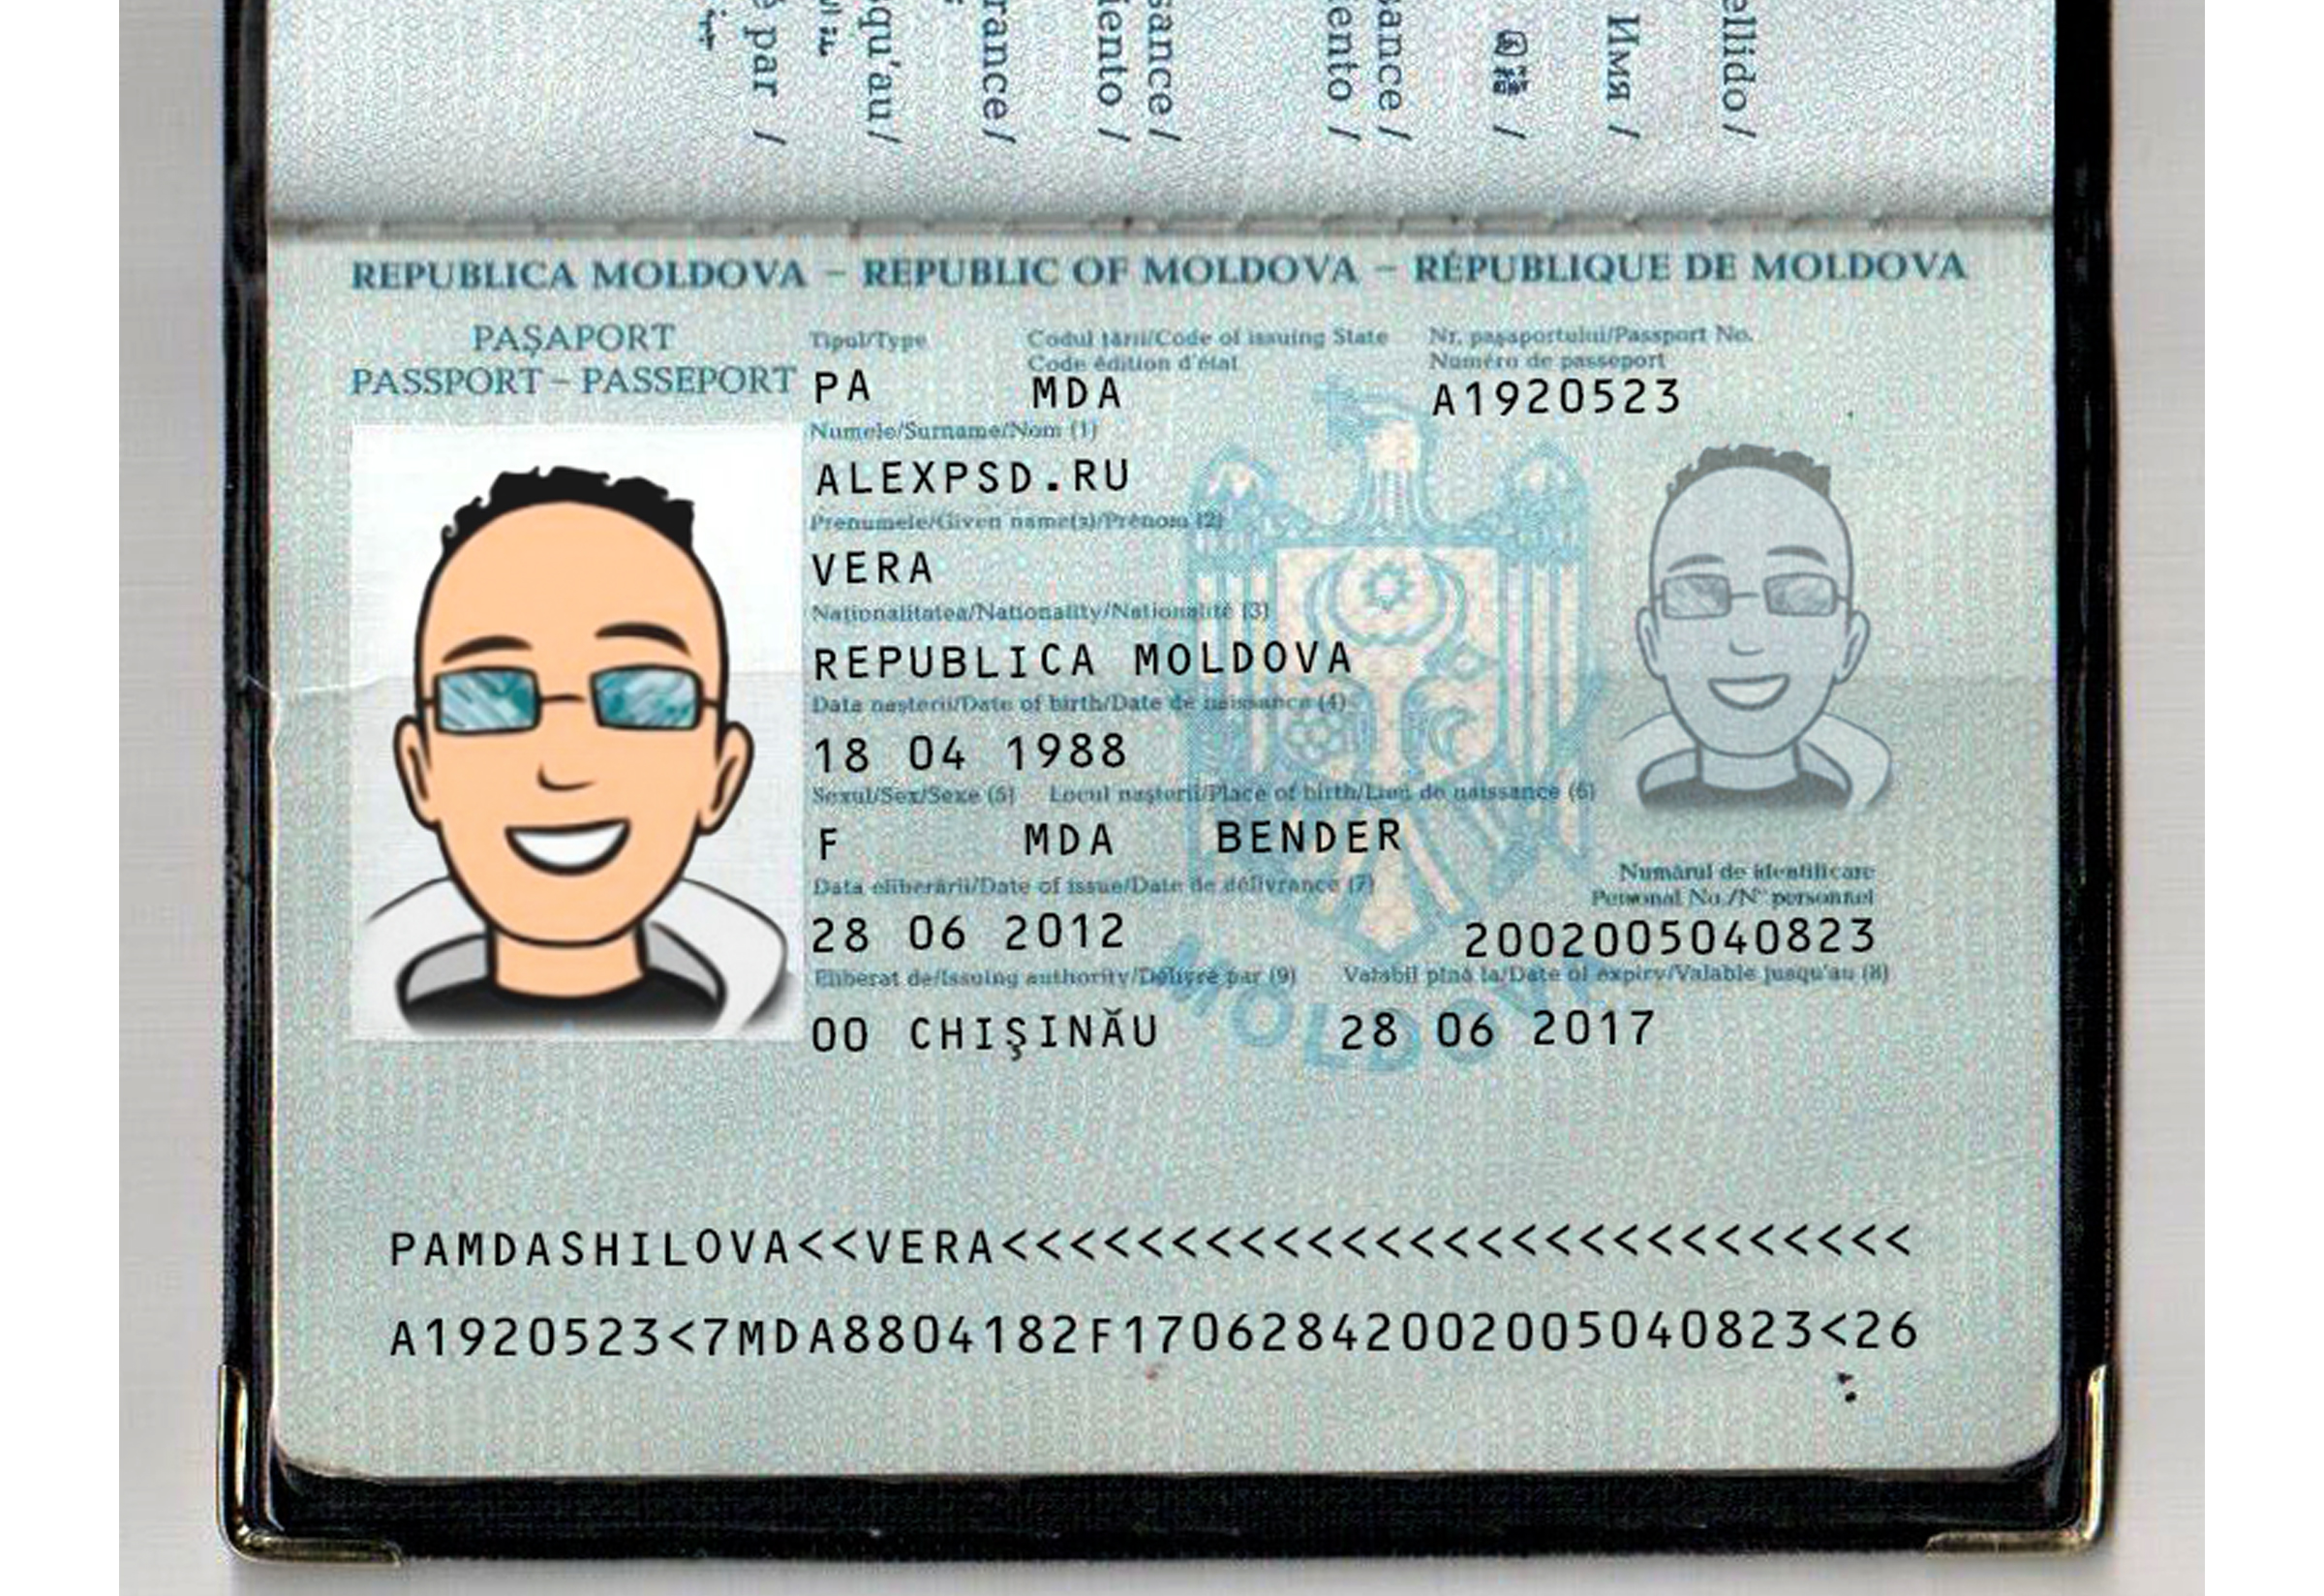 par /
qu'au/
rance/
iento /
sance/
ento /
sance /
Имя /
ellido /
REPUBLICA MOLDOVA – REPUBLIC OF MOLDOVA – RÉPUBLIQUE DE MOLDOVA
PAŞAPORT
PASSPORT – PASSEPORT
Tipul/Type Codul ţării/Code of issuing State Nr. paşaportului/Passport No.
Code édition d'état Numéro de passeport
PA MDA A1920523
Numele/Surname/Nom (1)
ALEXPSD.RU
Prenumele/Given name(s)/Prénom (2)
VERA
Naţionalitatea/Nationality/Nationalité (3)
REPUBLICA MOLDOVA
Data naşterii/Date of birth/Date de naissance (4)
18 04 1988
Sexul/Sex/Sexe (5) Locul naşterii/Place of birth/Lieu de naissance (6)
F MDA BENDER
Data eliberării/Date of issue/Date de délivrance (7)
28 06 2012
Numărul de identificare
Personal No./N° personnel
2002005040823
Eliberat de/Issuing authority/Délivré par (9) Valabil pînă la/Date of expiry/Valable jusqu'au (8)
00 CHIŞINĂU 28 06 2017
MOLDOVA
PAMDASHILOVA<<VERA<<<<<<<<<<<<<<<<<<<<<<<<<<<
A1920523<7MDA8804182F17062842002005040823<26